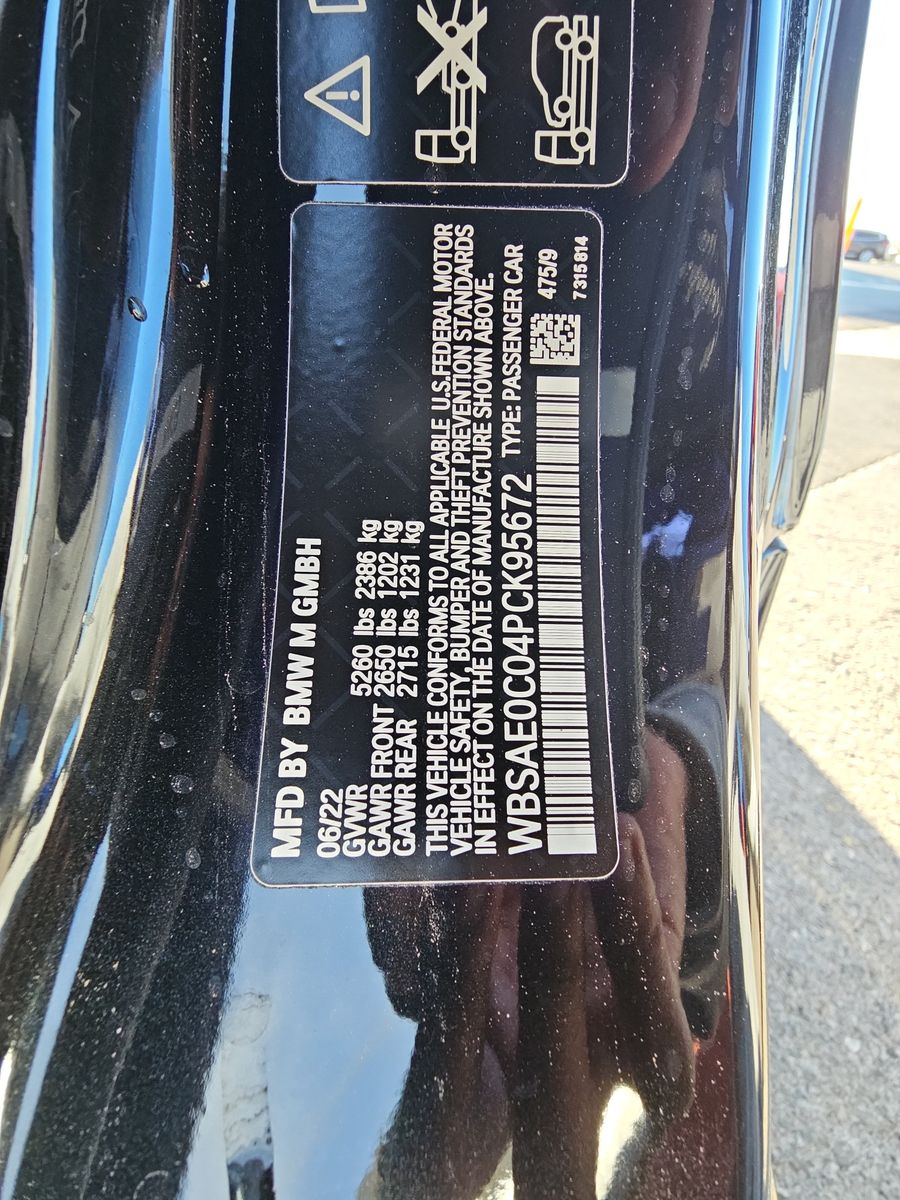 MFD BY BMW M GMBH
06/22
GVWR 5260 lbs 2386 kg
GAWR FRONT 2650 lbs 1202 kg
GAWR REAR 2715 lbs 1231 kg
THIS VEHICLE CONFORMS TO ALL APPLICABLE U.S.FEDERAL MOTOR
VEHICLE SAFETY, BUMPER AND THEFT PREVENTION STANDARDS
IN EFFECT ON THE DATE OF MANUFACTURE SHOWN ABOVE.
WBSAE0C04PCK95672 TYPE: PASSENGER CAR
475/9
7315814